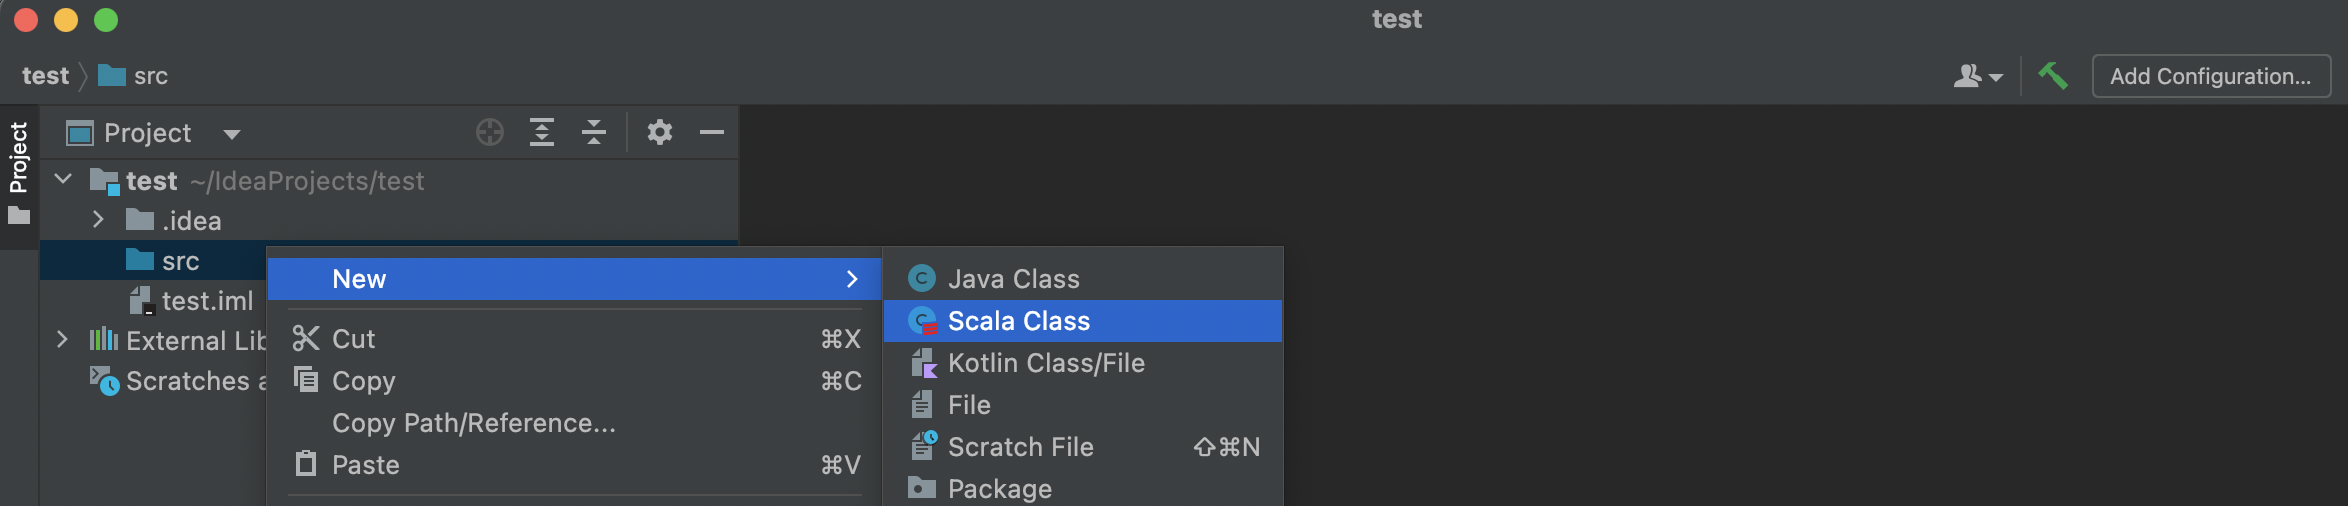 test
test src
Add Configuration...
Project
Project
test ~/IdeaProjects/test
.idea
src
test.iml
External Lib
Scratches a
New
Cut ⌘X
Copy ⌘C
Copy Path/Reference...
Paste ⌘V
Java Class
Scala Class
Kotlin Class/File
File
Scratch File ⇧⌘N
Package